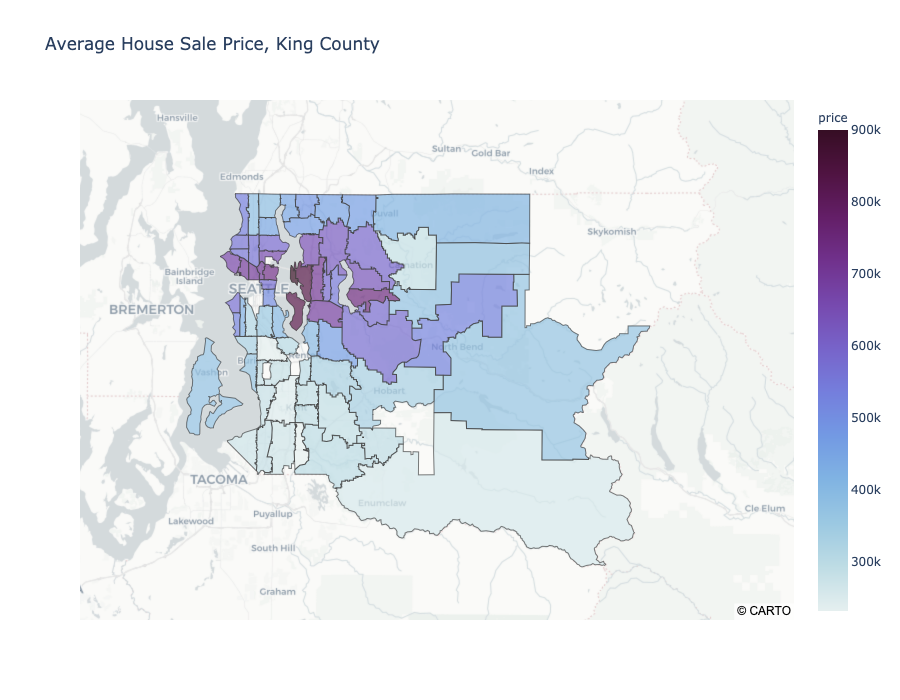 Average House Sale Price, King County
Hansville
Sultan
Gold Bar
Index
Edmonds
Skykomish
Bainbridge
Island
SEATTLE
BREMERTON
North Bend
Vashon
Hobart
TACOMA
Enumclaw
Puyallup
Lakewood
Cle Elum
South Hill
Graham
© CARTO
price
900k
800k
700k
600k
500k
400k
300k